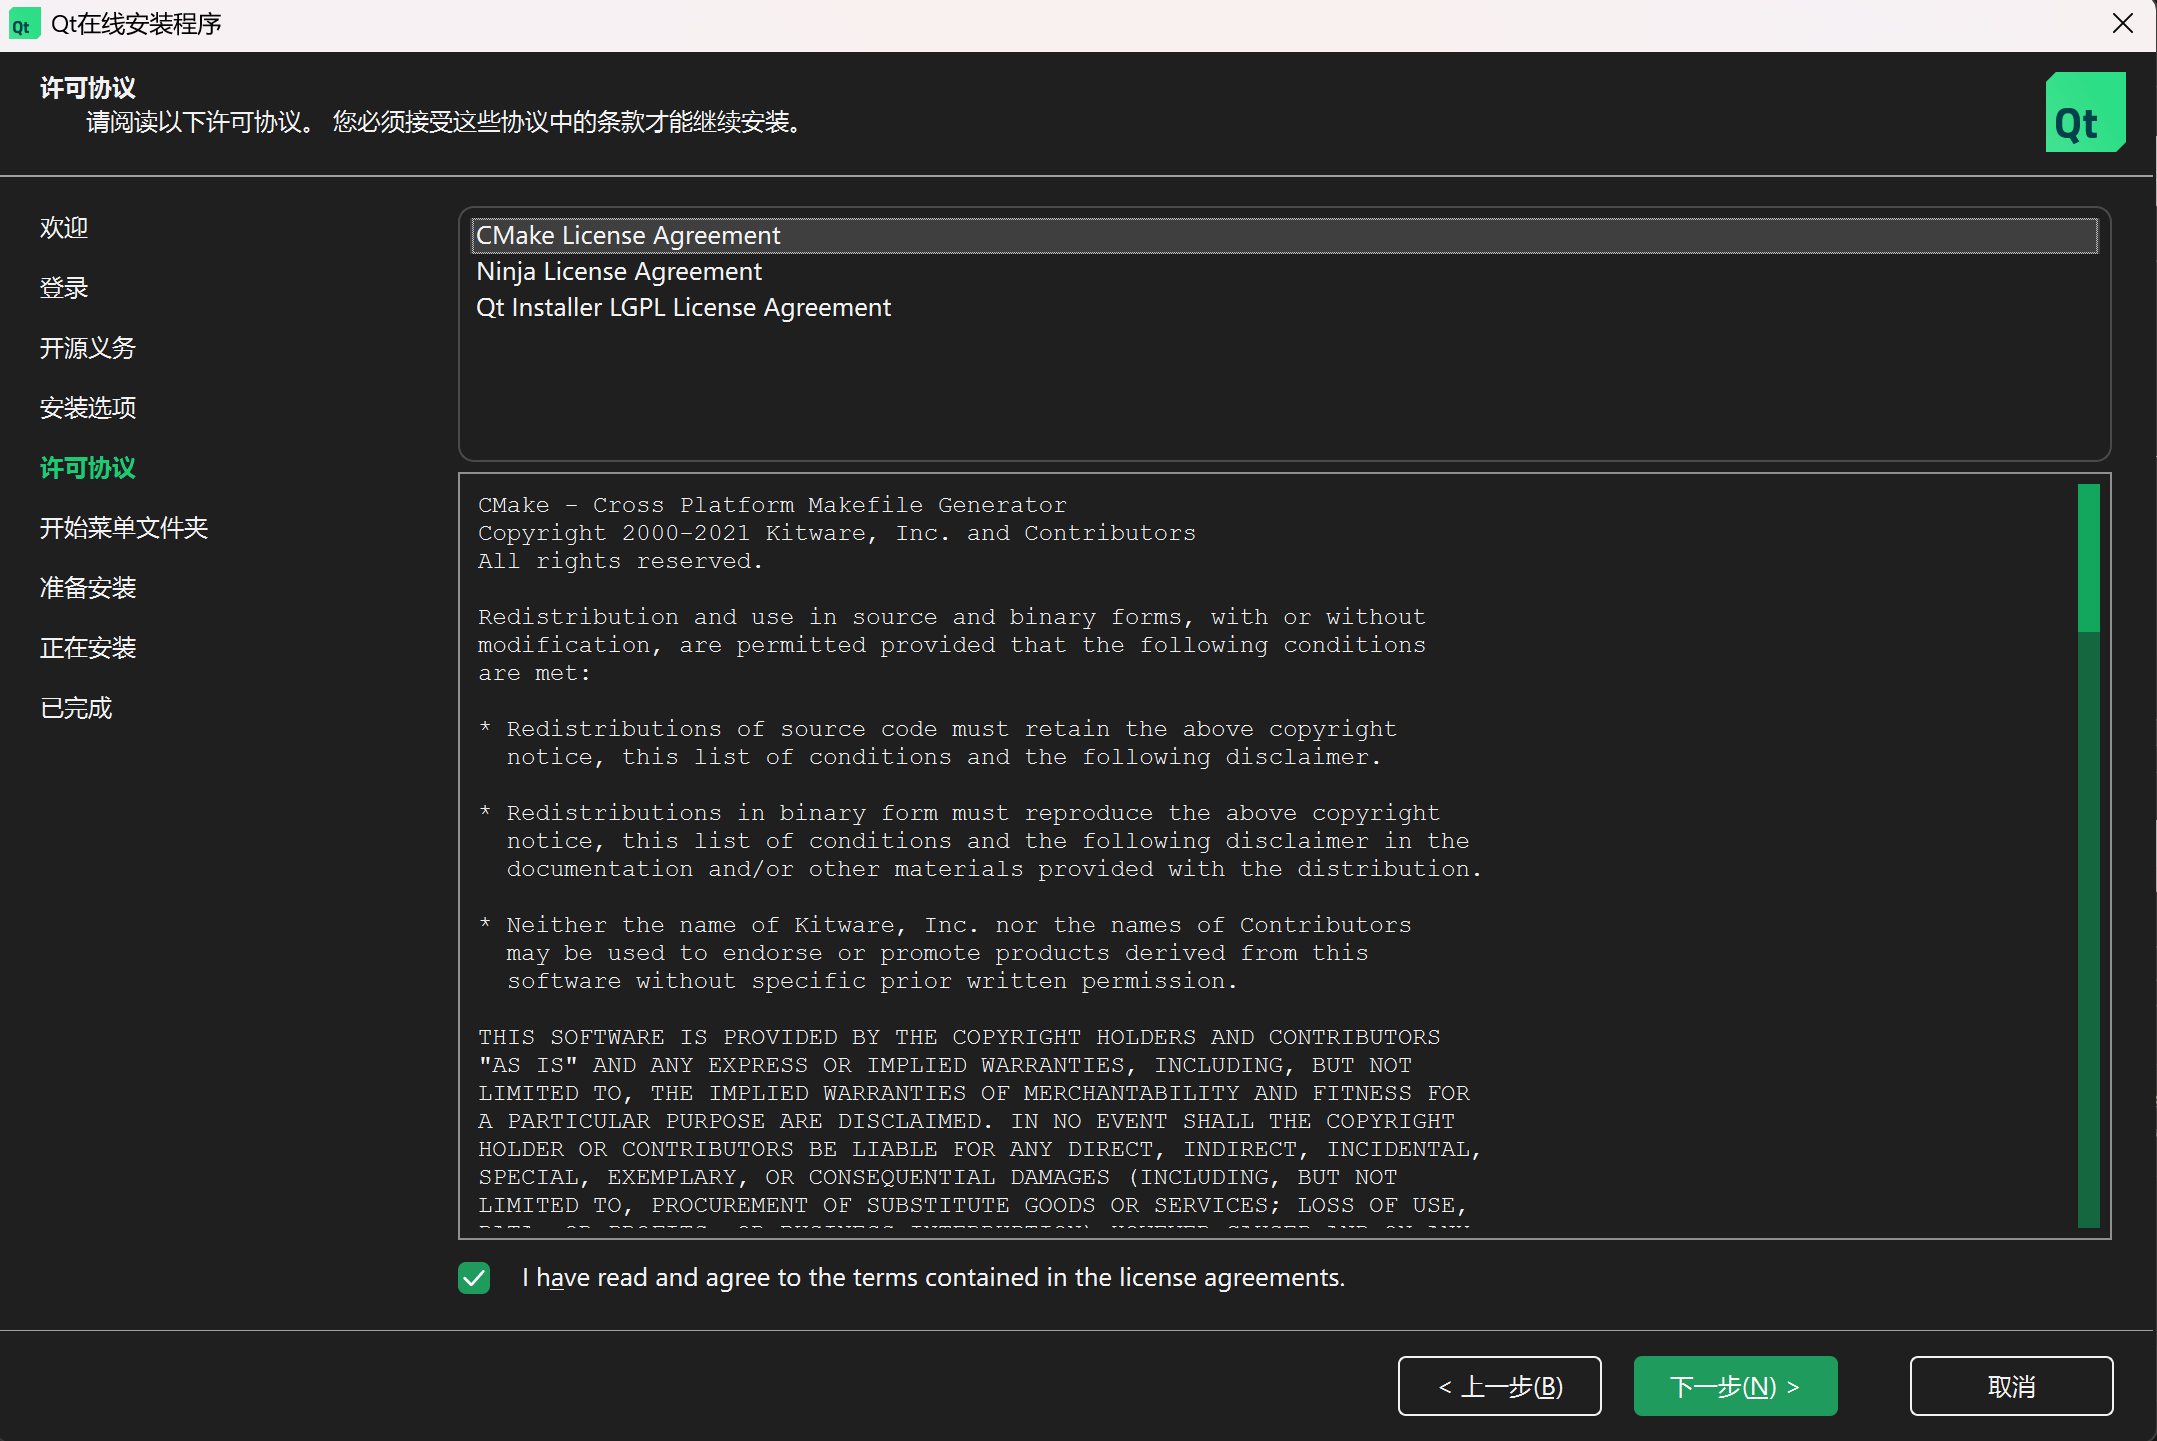 Qt Qt在线安装程序
许可协议
请阅读以下许可协议。 您必须接受这些协议中的条款才能继续安装。
Qt
欢迎
登录
开源义务
安装选项
许可协议
开始菜单文件夹
准备安装
正在安装
已完成
CMake License Agreement
Ninja License Agreement
Qt Installer LGPL License Agreement
CMake - Cross Platform Makefile Generator
Copyright 2000-2021 Kitware, Inc. and Contributors
All rights reserved.
Redistribution and use in source and binary forms, with or without
modification, are permitted provided that the following conditions
are met:
* Redistributions of source code must retain the above copyright
notice, this list of conditions and the following disclaimer.
* Redistributions in binary form must reproduce the above copyright
notice, this list of conditions and the following disclaimer in the
documentation and/or other materials provided with the distribution.
* Neither the name of Kitware, Inc. nor the names of Contributors
may be used to endorse or promote products derived from this
software without specific prior written permission.
THIS SOFTWARE IS PROVIDED BY THE COPYRIGHT HOLDERS AND CONTRIBUTORS
"AS IS" AND ANY EXPRESS OR IMPLIED WARRANTIES, INCLUDING, BUT NOT
LIMITED TO, THE IMPLIED WARRANTIES OF MERCHANTABILITY AND FITNESS FOR
A PARTICULAR PURPOSE ARE DISCLAIMED. IN NO EVENT SHALL THE COPYRIGHT
HOLDER OR CONTRIBUTORS BE LIABLE FOR ANY DIRECT, INDIRECT, INCIDENTAL,
SPECIAL, EXEMPLARY, OR CONSEQUENTIAL DAMAGES (INCLUDING, BUT NOT
LIMITED TO, PROCUREMENT OF SUBSTITUTE GOODS OR SERVICES; LOSS OF USE,
I have read and agree to the terms contained in the license agreements.
< 上一步(B)
下一步(N) >
取消